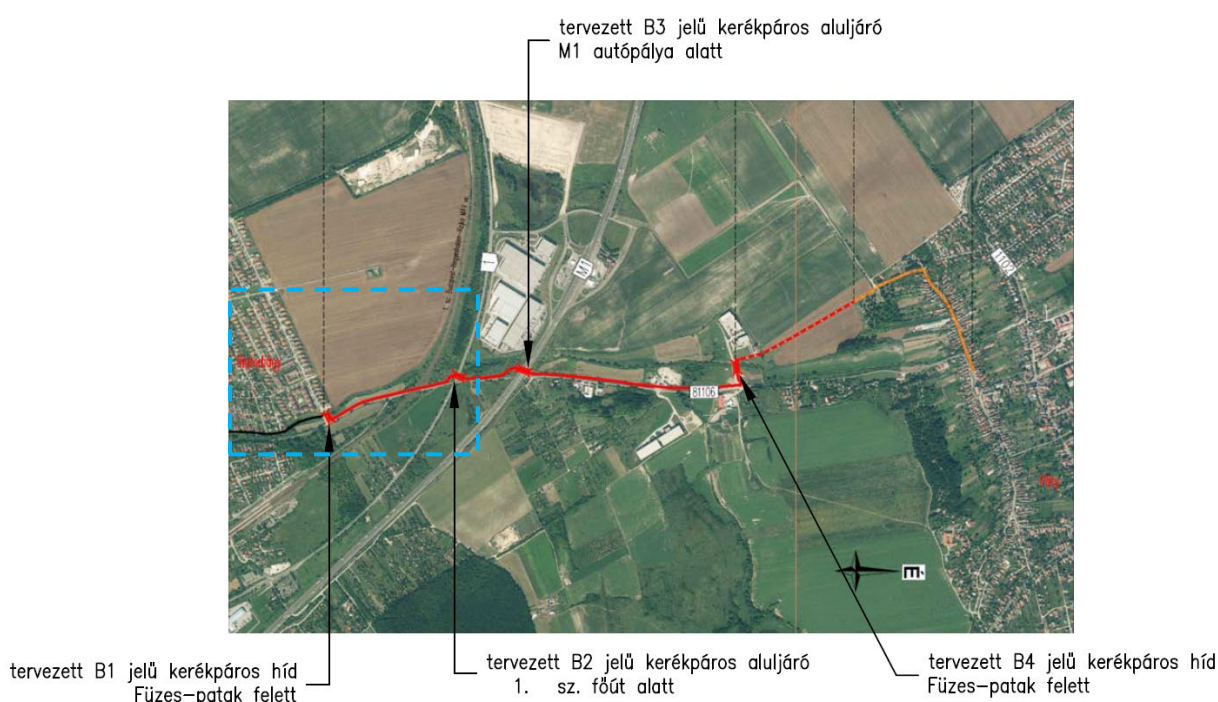 tervezett B3 jelű kerékpáros aluljáró
M1 autópálya alatt
1
M1
1102
81106
É
tervezett B1 jelű kerékpáros híd
Füzes-patak felett
tervezett B2 jelű kerékpáros aluljáró
1. sz. főút alatt
tervezett B4 jelű kerékpáros híd
Füzes-patak felett